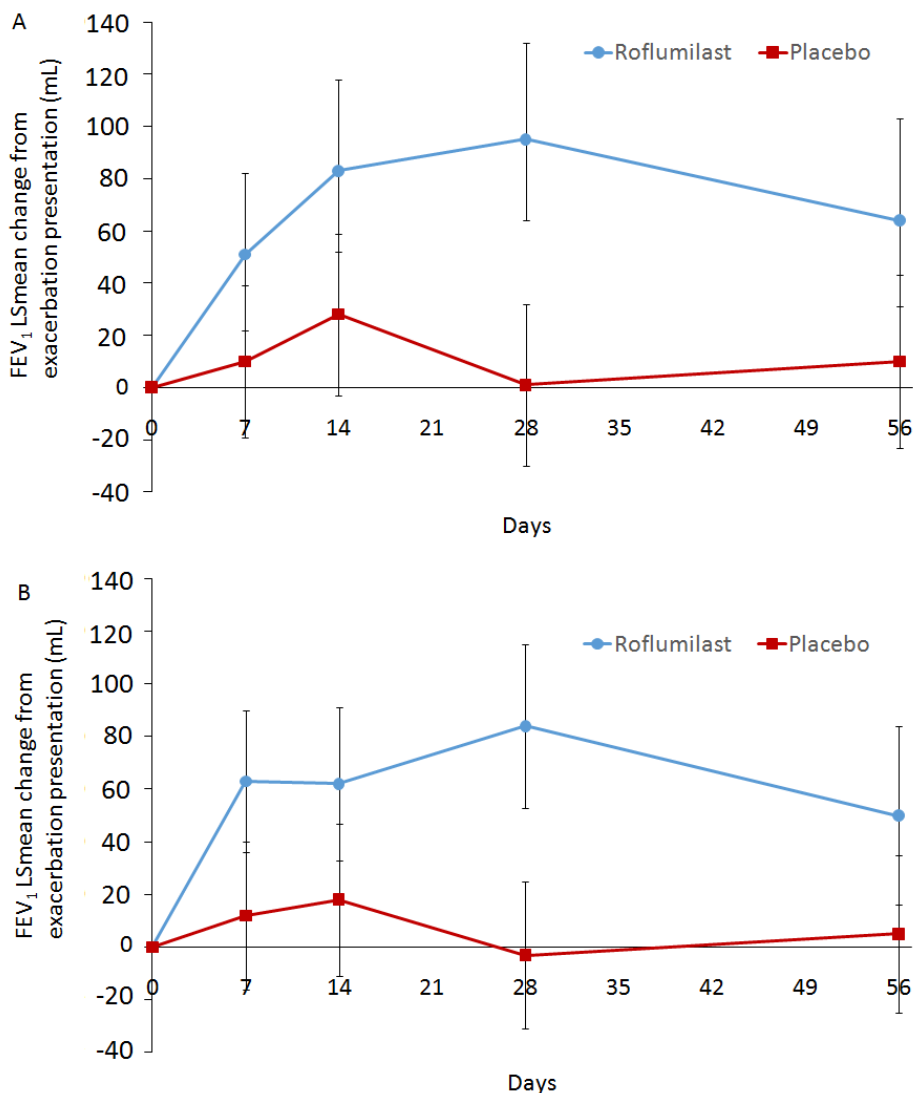 A
FEV₁ LSmean change from
exacerbation presentation (mL)
140
120
100
80
60
40
20
0
-20
-40
Roflumilast Placebo
0 7 14 21 28 35 42 49 56
Days
B
FEV₁ LSmean change from
exacerbation presentation (mL)
140
120
100
80
60
40
20
0
-20
-40
Roflumilast Placebo
0 7 14 21 28 35 42 49 56
Days